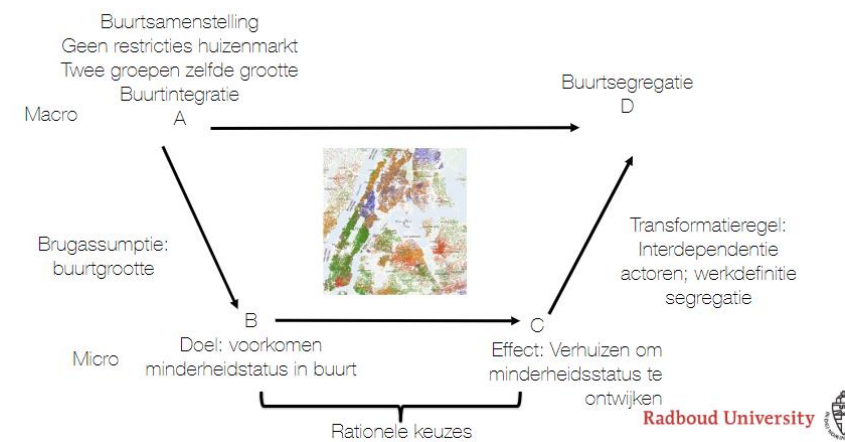 Buurtsamenstelling
Geen restricties huizenmarkt
Twee groepen zelfde grootte
Buurtintegratie
Macro
A
Buurtsegregatie
D
Brugassumptie:
buurtgrootte
Transformatieregel:
Interdependentie
actoren; werkdefinitie
segregatie
B
C
Micro
Doel: voorkomen
minderheidstatus in buurt
Effect: Verhuizen om
minderheidsstatus te
ontwijken
Rationele keuzes
Radboud University